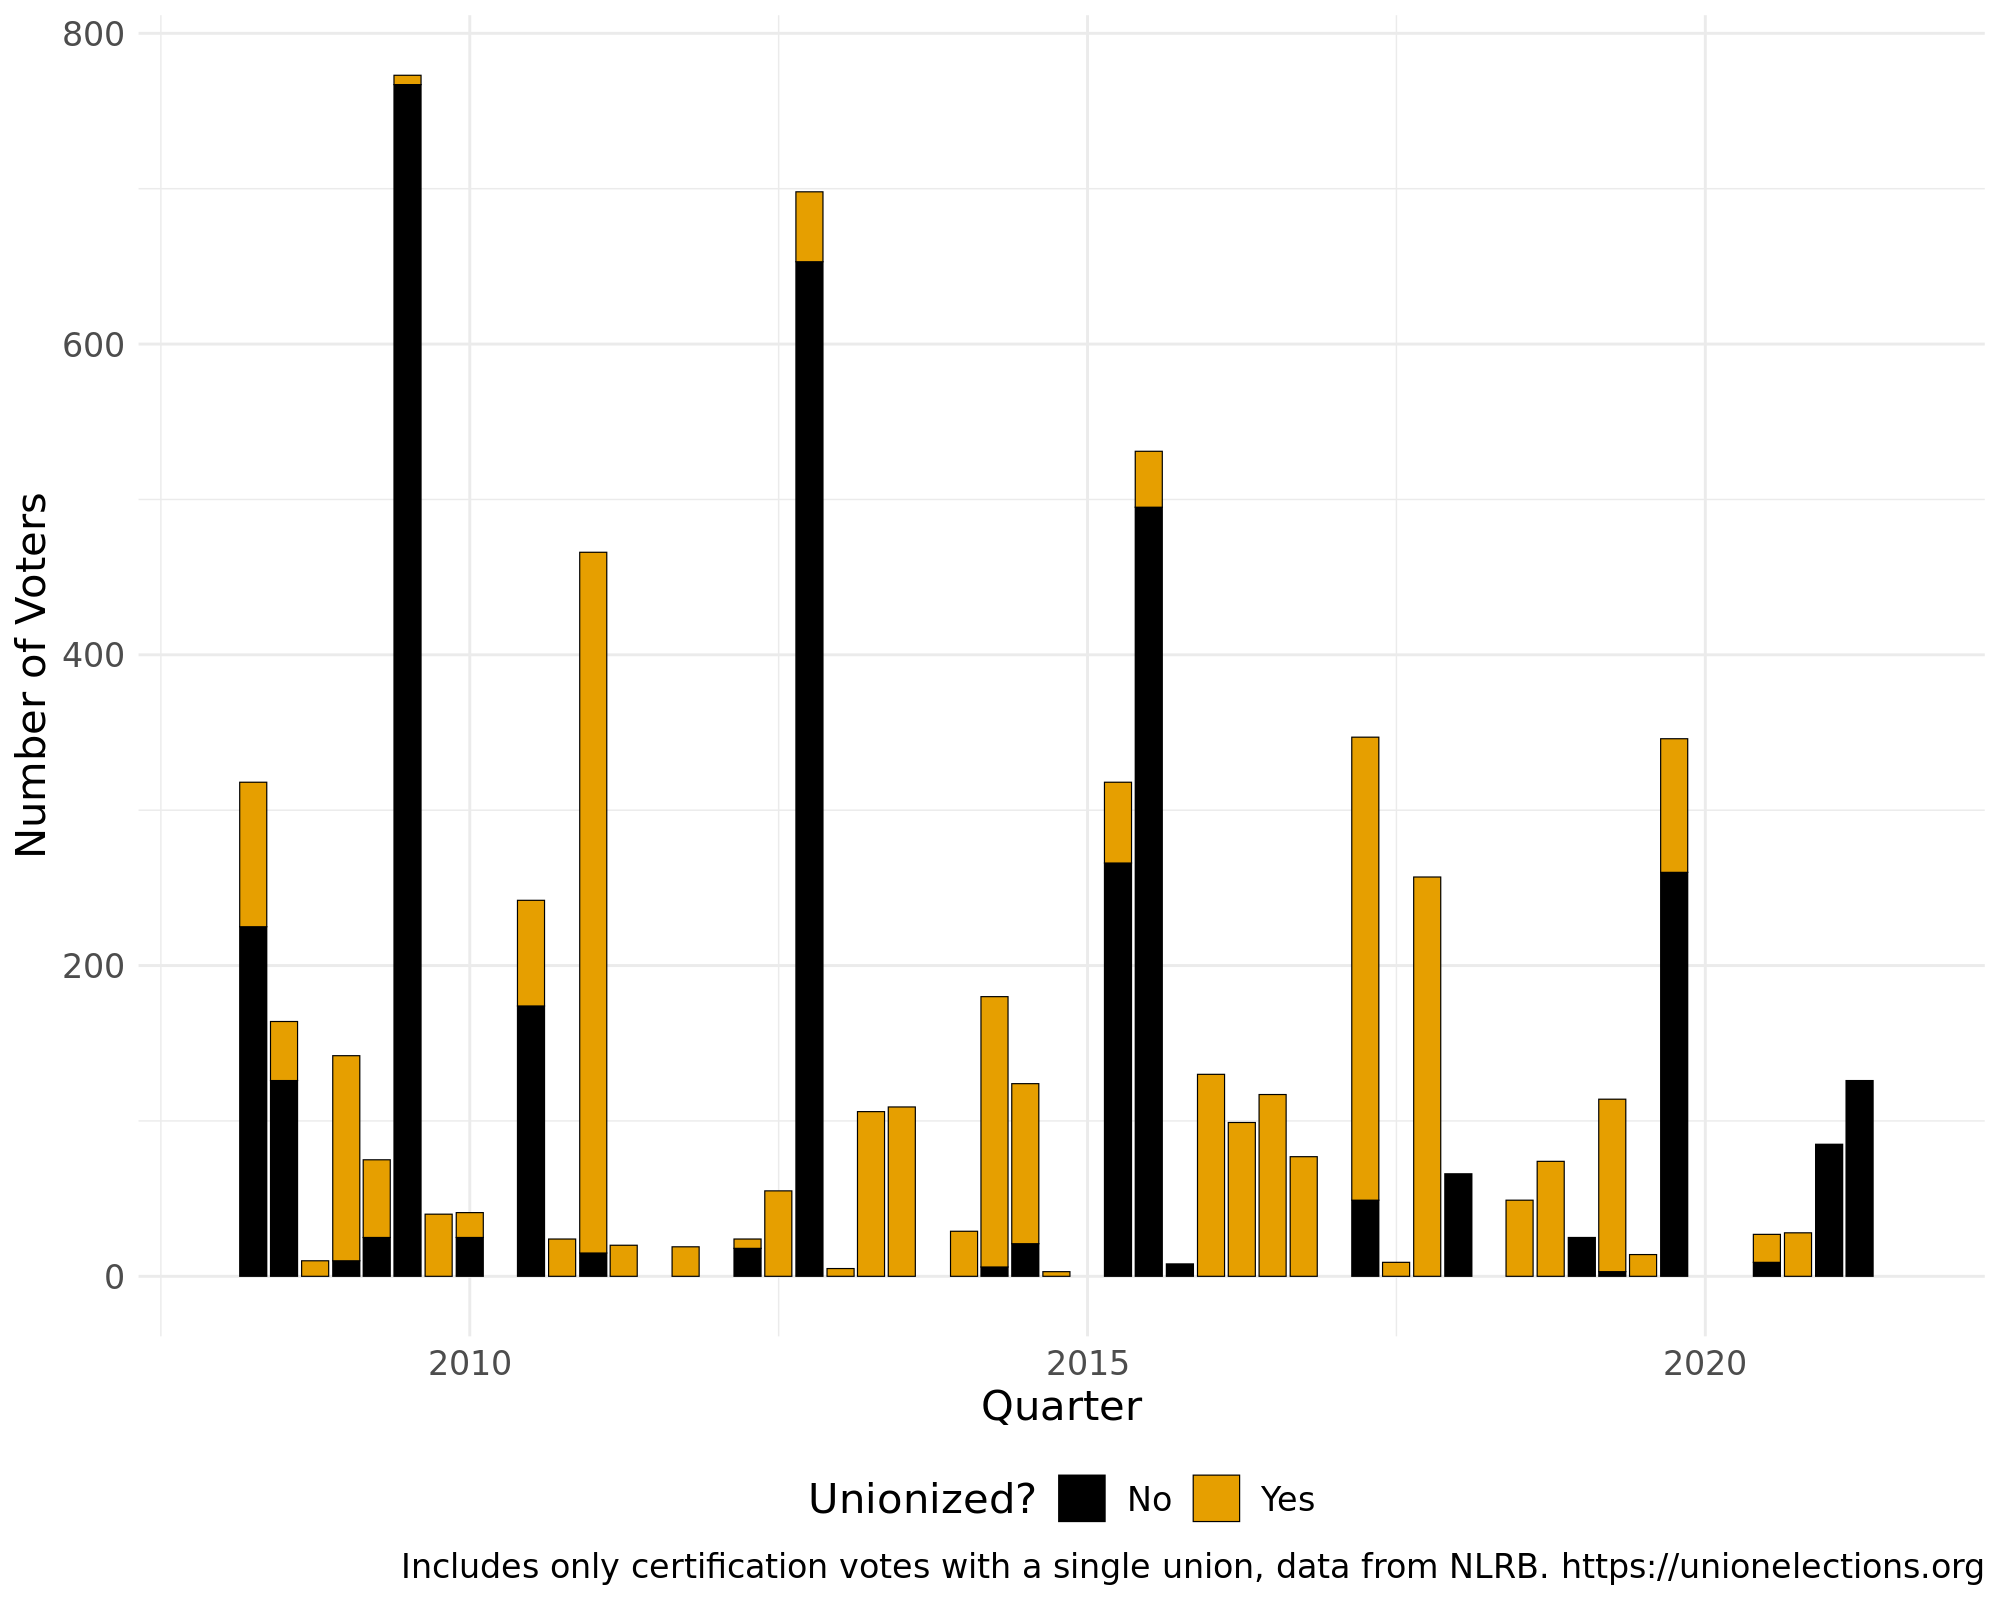 800
600
400
200
0
Number of Voters
2010 2015 2020
Quarter
Unionized? No Yes
Includes only certification votes with a single union, data from NLRB. https://unionelections.org